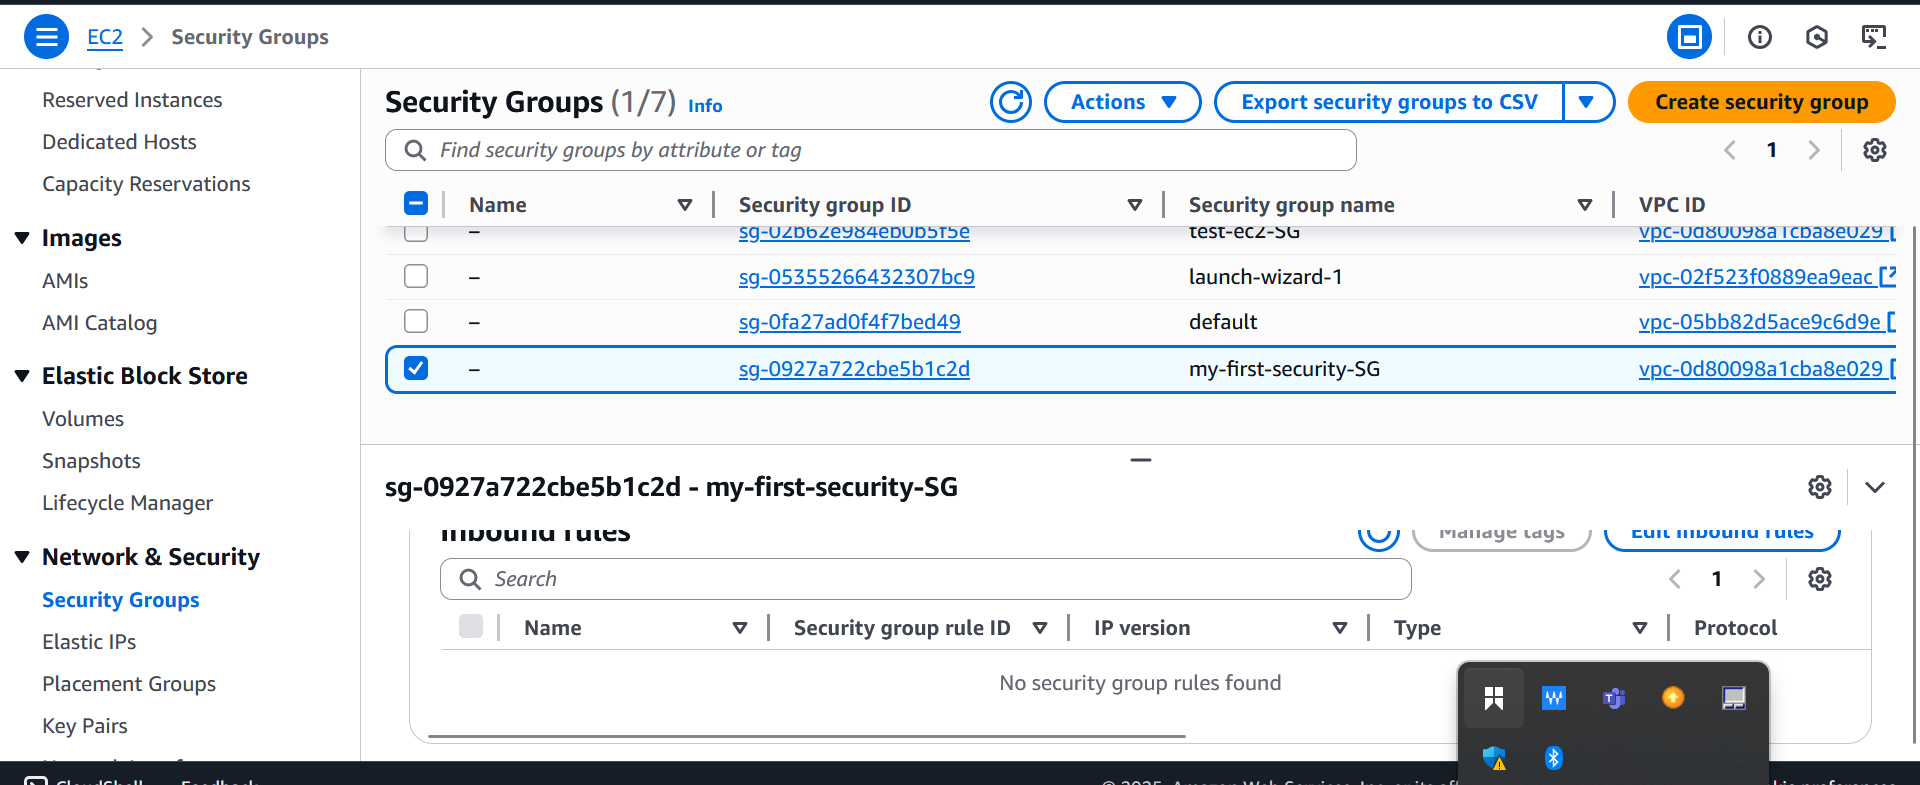 EC2 > Security Groups
Reserved Instances
Dedicated Hosts
Capacity Reservations
Images
AMIs
AMI Catalog
Elastic Block Store
Volumes
Snapshots
Lifecycle Manager
Network & Security
Security Groups
Elastic IPs
Placement Groups
Key Pairs
Security Groups (1/7) Info
Actions
Export security groups to CSV
Create security group
Find security groups by attribute or tag
1
Name Security group ID Security group name VPC ID
– sg-02b62e984eb0b5f5e test-ec2-SG vpc-0d80098a1cba8e029
– sg-05355266432307bc9 launch-wizard-1 vpc-02f523f0889ea9eac
– sg-0fa27ad0f4f7bed49 default vpc-05bb82d5ace9c6d9e
– sg-0927a722cbe5b1c2d my-first-security-SG vpc-0d80098a1cba8e029
sg-0927a722cbe5b1c2d - my-first-security-SG
Inbound rules
Manage tags
Edit inbound rules
Search
1
Name Security group rule ID IP version Type Protocol
No security group rules found
CloudShell Feedback
© 2025, Amazon Web Services, Inc. or its
preferences